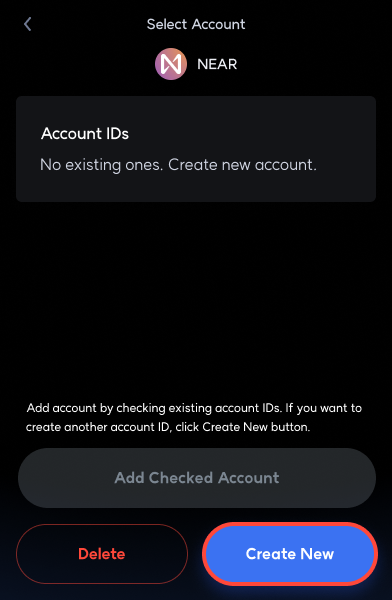 Select Account
NEAR
Account IDs
No existing ones. Create new account.
Add account by checking existing account IDs. If you want to
create another account ID, click Create New button.
Add Checked Account
Delete
Create New